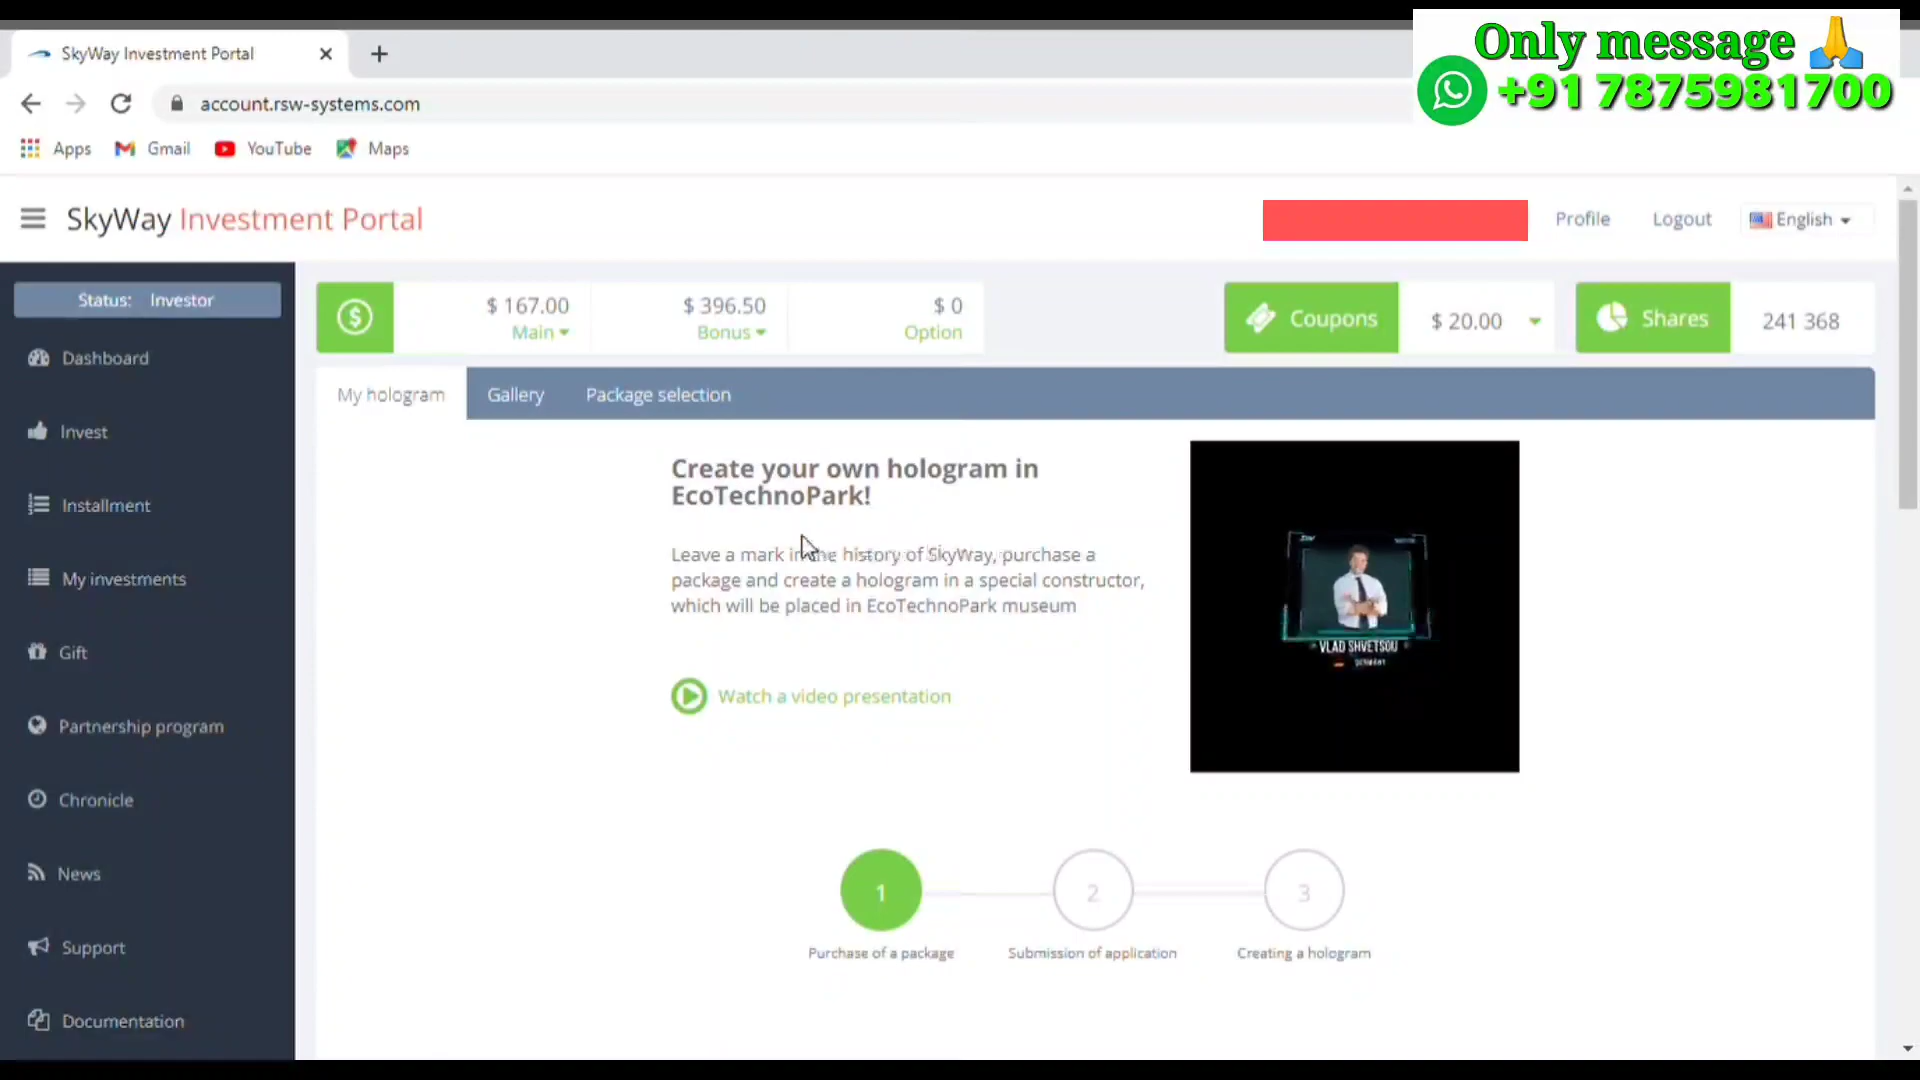 Only message 🙏
+91 7875981700
SkyWay Investment Portal
account.rsw-systems.com
Apps Gmail YouTube Maps
SkyWay Investment Portal
Profile Logout English
Status: Investor
$ 167.00 $ 396.50 $ 0
Main Bonus Option
Coupons $ 20.00 Shares 241 368
Dashboard
Invest
Installment
My investments
Gift
Partnership program
Chronicle
News
Support
Documentation
My hologram Gallery Package selection
Create your own hologram in
EcoTechnoPark!
Leave a mark in the history of SkyWay, purchase a
package and create a hologram in a special constructor,
which will be placed in EcoTechnoPark museum
Watch a video presentation
VLAD SHVETSOU
1 2 3
Purchase of a package Submission of application Creating a hologram